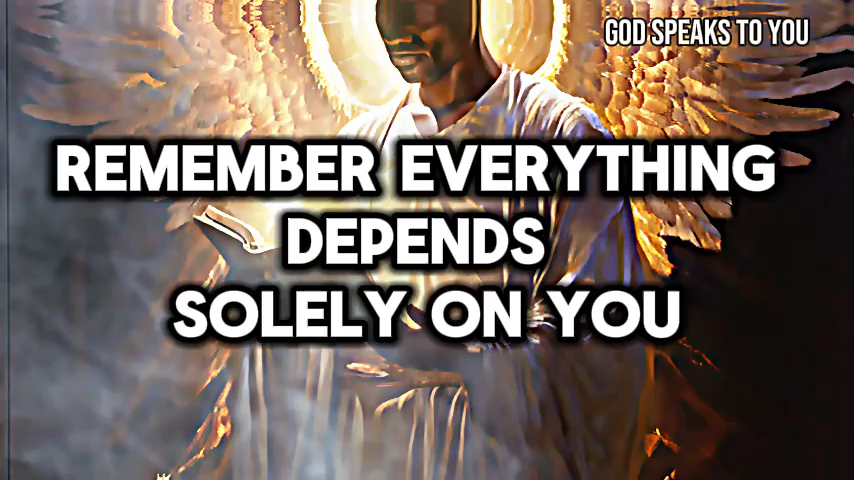 GOD SPEAKS TO YOU
REMEMBER EVERYTHING
DEPENDS
SOLELY ON YOU